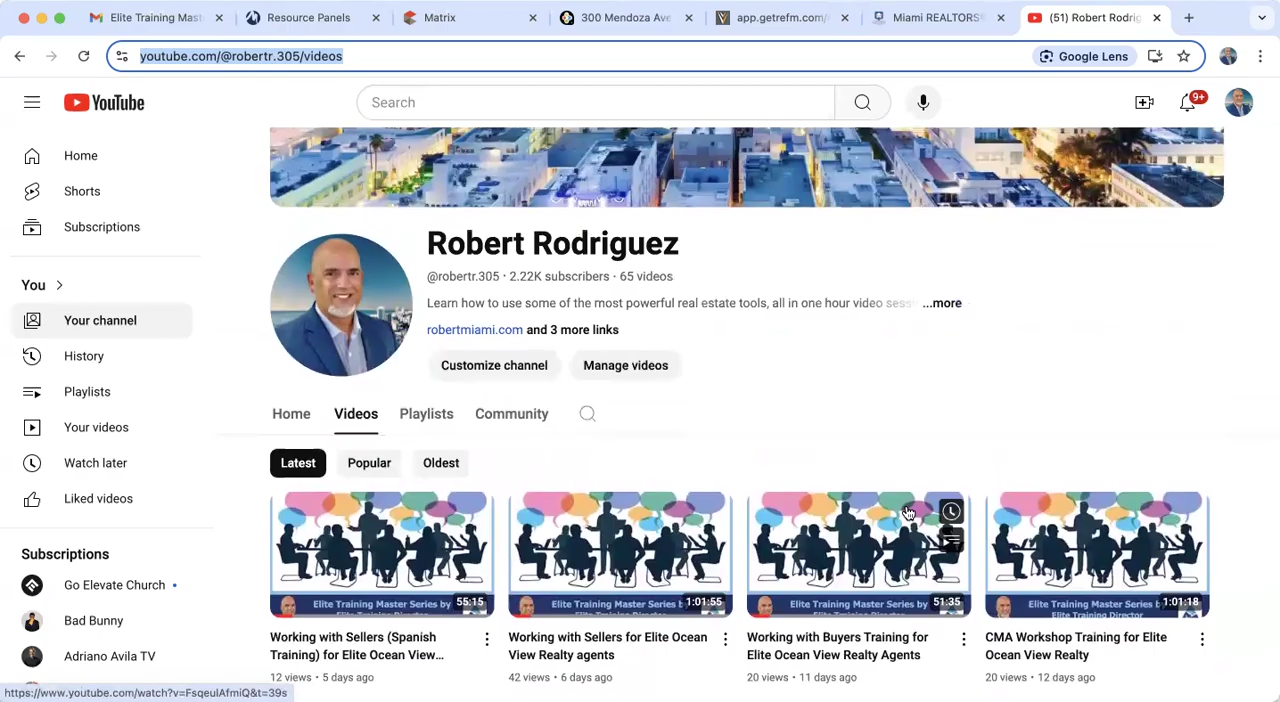 Elite Training Mas
Resource Panels
Matrix
300 Mendoza Ave
app.getrefm.com/
Miami REALTORS®
(51) Robert Rodrig
youtube.com/@robertr.305/videos
Google Lens
YouTube
Search
9+
Home
Shorts
Subscriptions
You
Your channel
History
Playlists
Your videos
Watch later
Liked videos
Subscriptions
Go Elevate Church
Bad Bunny
Adriano Avila TV
Robert Rodriguez
@robertr.305 · 2.22K subscribers · 65 videos
Learn how to use some of the most powerful real estate tools, all in one hour video sess ...more
robertmiami.com and 3 more links
Customize channel
Manage videos
Home
Videos
Playlists
Community
Latest
Popular
Oldest
Elite Training Master Series by
55:15
Elite Training Master Series b
1:01:55
Elite Training Master Series by
51:35
Elite Training Master Series
1:01:18
Working with Sellers (Spanish
Training) for Elite Ocean View...
12 views · 5 days ago
Working with Sellers for Elite Ocean
View Realty agents
42 views · 6 days ago
Working with Buyers Training for
Elite Ocean View Realty Agents
20 views · 11 days ago
CMA Workshop Training for Elite
Ocean View Realty
20 views · 12 days ago
https://www.youtube.com/watch?v=FsqeulAfmiQ&t=39s